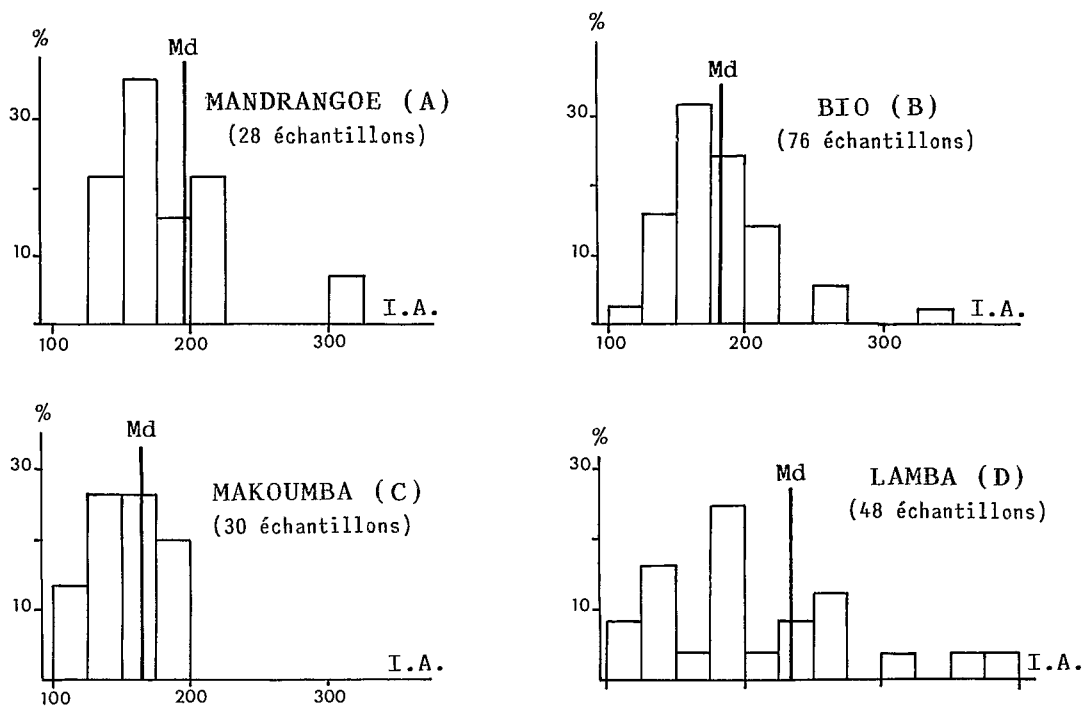 %
Md
MANDRANGOE (A)
(28 échantillons)
30
10
I.A.
100 200 300
%
Md
BIO (B)
(76 échantillons)
30
10
I.A.
100 200 300
%
Md
MAKOUMBA (C)
(30 échantillons)
30
10
I.A.
100 200 300
%
Md
LAMBA (D)
(48 échantillons)
30
10
I.A.